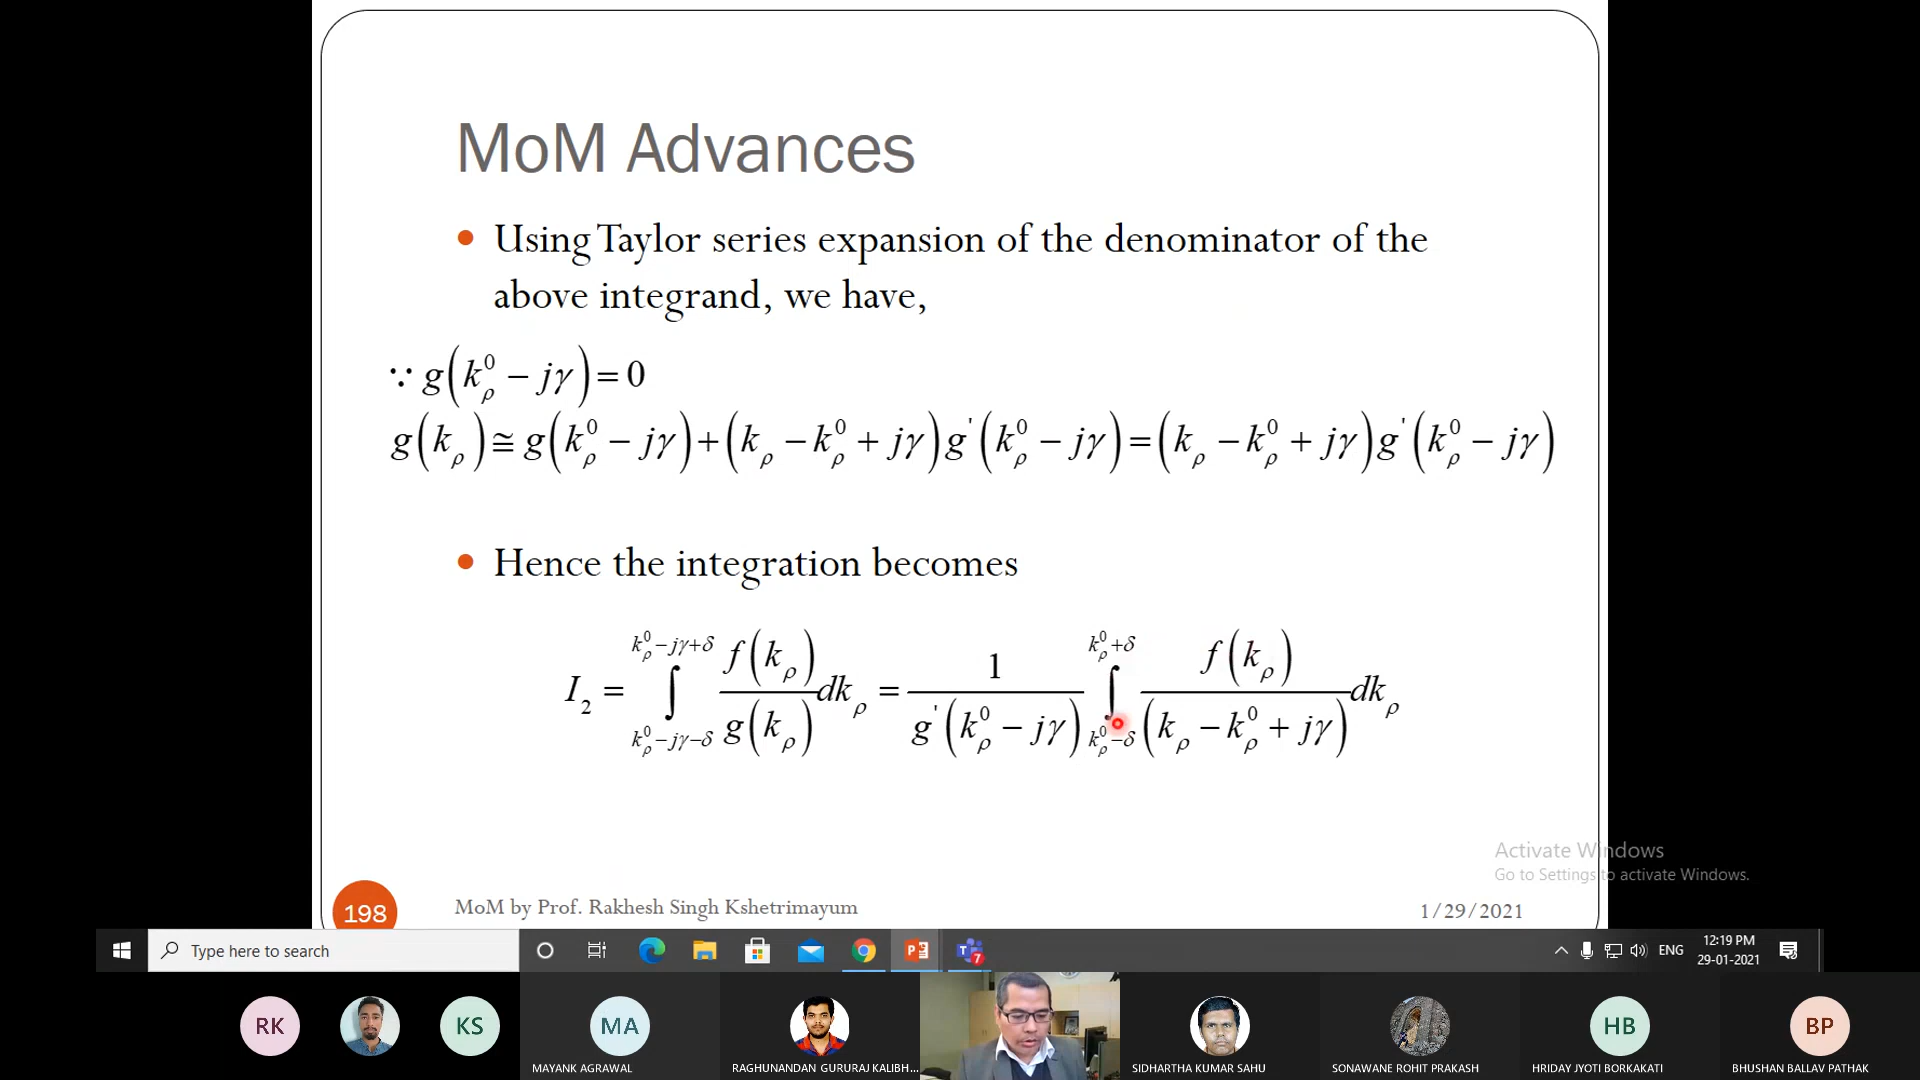 MoM Advances
• Using Taylor series expansion of the denominator of the
above integrand, we have,
∵ g(k_ρ^0 − jγ) = 0
g(k_ρ) ≅ g(k_ρ^0 − jγ) + (k_ρ − k_ρ^0 + jγ) g'(k_ρ^0 − jγ) = (k_ρ − k_ρ^0 + jγ) g'(k_ρ^0 − jγ)
• Hence the integration becomes
I_2 = ∫_{k_ρ^0−jγ−δ}^{k_ρ^0−jγ+δ} f(k_ρ)/g(k_ρ) dk_ρ = 1/g'(k_ρ^0 − jγ) ∫_{k_ρ^0−δ}^{k_ρ^0+δ} f(k_ρ)/(k_ρ − k_ρ^0 + jγ) dk_ρ
Activate Windows
Go to Settings to activate Windows.
198
MoM by Prof. Rakhesh Singh Kshetrimayum
1/29/2021
Type here to search
7
ENG
12:19 PM
29-01-2021
RK
KS
MA
HB
BP
MAYANK AGRAWAL
RAGHUNANDAN GURURAJ KALIBH...
SIDHARTHA KUMAR SAHU
SONAWANE ROHIT PRAKASH
HRIDAY JYOTI BORKAKATI
BHUSHAN BALLAV PATHAK